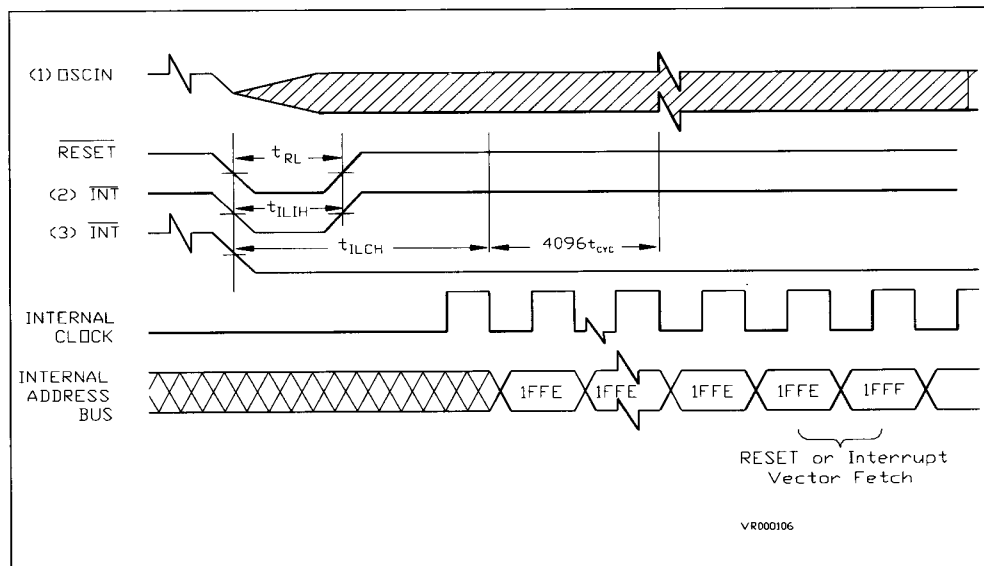 (1) OSCIN
RESET
t_RL
(2) INT
t_ILIH
(3) INT
t_ILCH
4096t_CYC
INTERNAL CLOCK
INTERNAL ADDRESS BUS
1FFE 1FFE 1FFE 1FFE 1FFF
RESET or Interrupt
Vector Fetch
VR000106